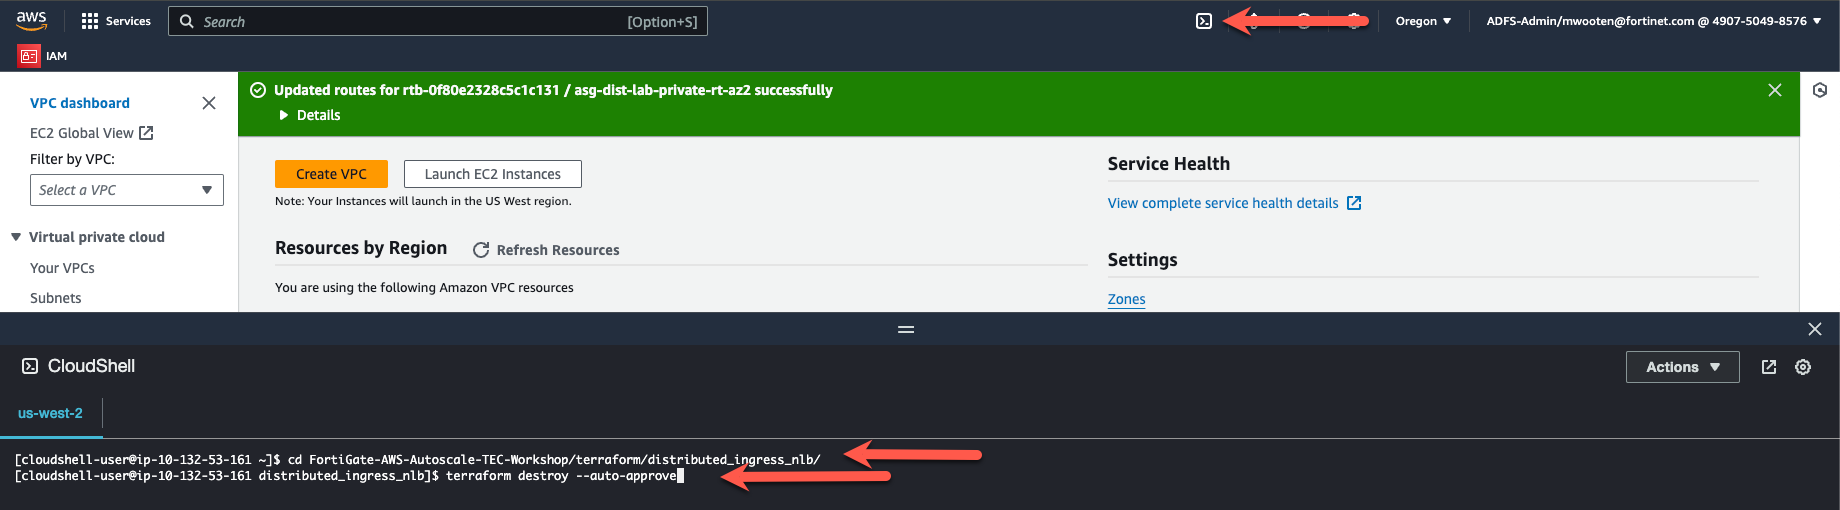 aws
Services
Search
[Option+S]
Oregon
ADFS-Admin/mwooten@fortinet.com @ 4907-5049-8576
IAM
VPC dashboard
EC2 Global View
Filter by VPC:
Select a VPC
Virtual private cloud
Your VPCs
Subnets
Updated routes for rtb-0f80e2328c5c1c131 / asg-dist-lab-private-rt-az2 successfully
Details
Create VPC
Launch EC2 Instances
Note: Your Instances will launch in the US West region.
Resources by Region
Refresh Resources
You are using the following Amazon VPC resources
Service Health
View complete service health details
Settings
Zones
CloudShell
Actions
us-west-2
[cloudshell-user@ip-10-132-53-161 ~]$ cd FortiGate-AWS-Autoscale-TEC-Workshop/terraform/distributed_ingress_nlb/
[cloudshell-user@ip-10-132-53-161 distributed_ingress_nlb]$ terraform destroy --auto-approve